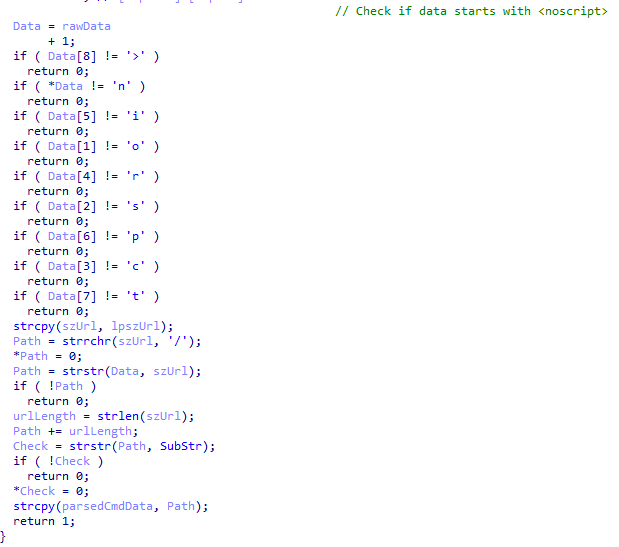 // Check if data starts with <noscript>
Data = rawData
+ 1;
if ( Data[8] != '>' )
return 0;
if ( *Data != 'n' )
return 0;
if ( Data[5] != 'i' )
return 0;
if ( Data[1] != 'o' )
return 0;
if ( Data[4] != 'r' )
return 0;
if ( Data[2] != 's' )
return 0;
if ( Data[6] != 'p' )
return 0;
if ( Data[3] != 'c' )
return 0;
if ( Data[7] != 't' )
return 0;
strcpy(szUrl, lpszUrl);
Path = strrchr(szUrl, '/');
*Path = 0;
Path = strstr(Data, szUrl);
if ( !Path )
return 0;
urlLength = strlen(szUrl);
Path += urlLength;
Check = strstr(Path, SubStr);
if ( !Check )
return 0;
*Check = 0;
strcpy(parsedCmdData, Path);
return 1;
}